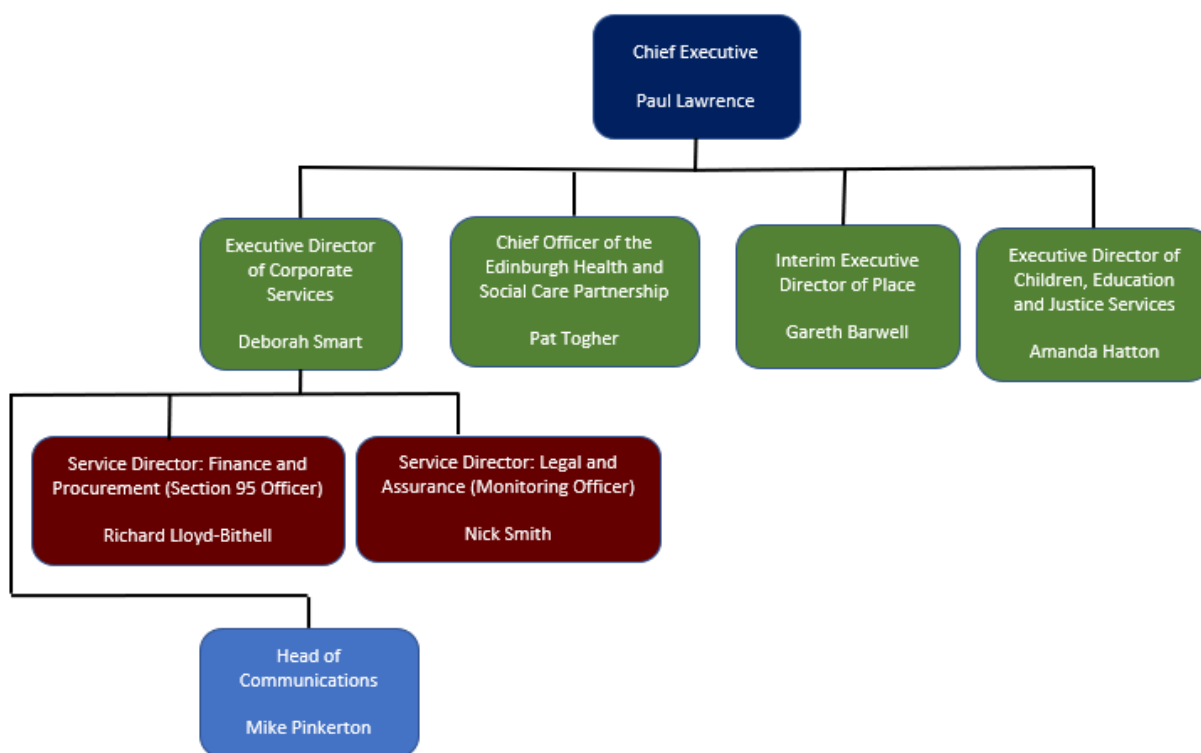 Chief Executive
Paul Lawrence
Executive Director
of Corporate
Services
Deborah Smart
Chief Officer of the
Edinburgh Health and
Social Care Partnership
Pat Togher
Interim Executive
Director of Place
Gareth Barwell
Executive Director of
Children, Education
and Justice Services
Amanda Hatton
Service Director: Finance and
Procurement (Section 95 Officer)
Richard Lloyd-Bithell
Service Director: Legal and
Assurance (Monitoring Officer)
Nick Smith
Head of
Communications
Mike Pinkerton